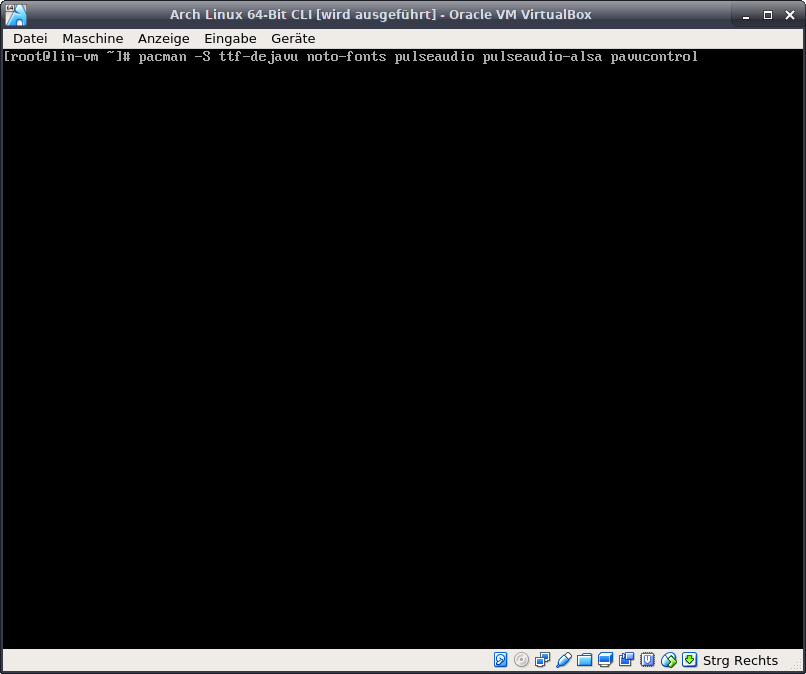 Arch Linux 64-Bit CLI [wird ausgeführt] - Oracle VM VirtualBox
Datei Maschine Anzeige Eingabe Geräte
[root@lin-vm ~]# pacman -S ttf-dejavu noto-fonts pulseaudio pulseaudio-alsa pavucontrol
Strg Rechts